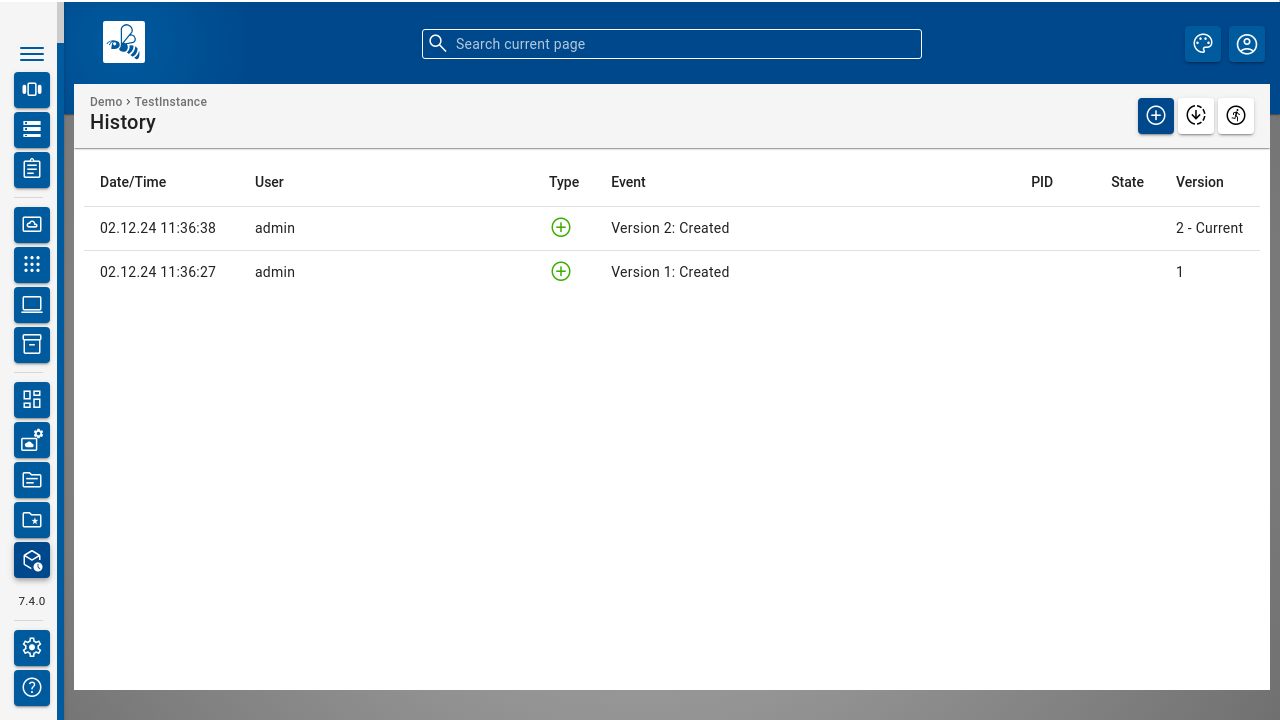 Search current page
Demo › TestInstance
History
Date/Time User Type Event PID State Version
02.12.24 11:36:38 admin Version 2: Created 2 - Current
02.12.24 11:36:27 admin Version 1: Created 1
7.4.0